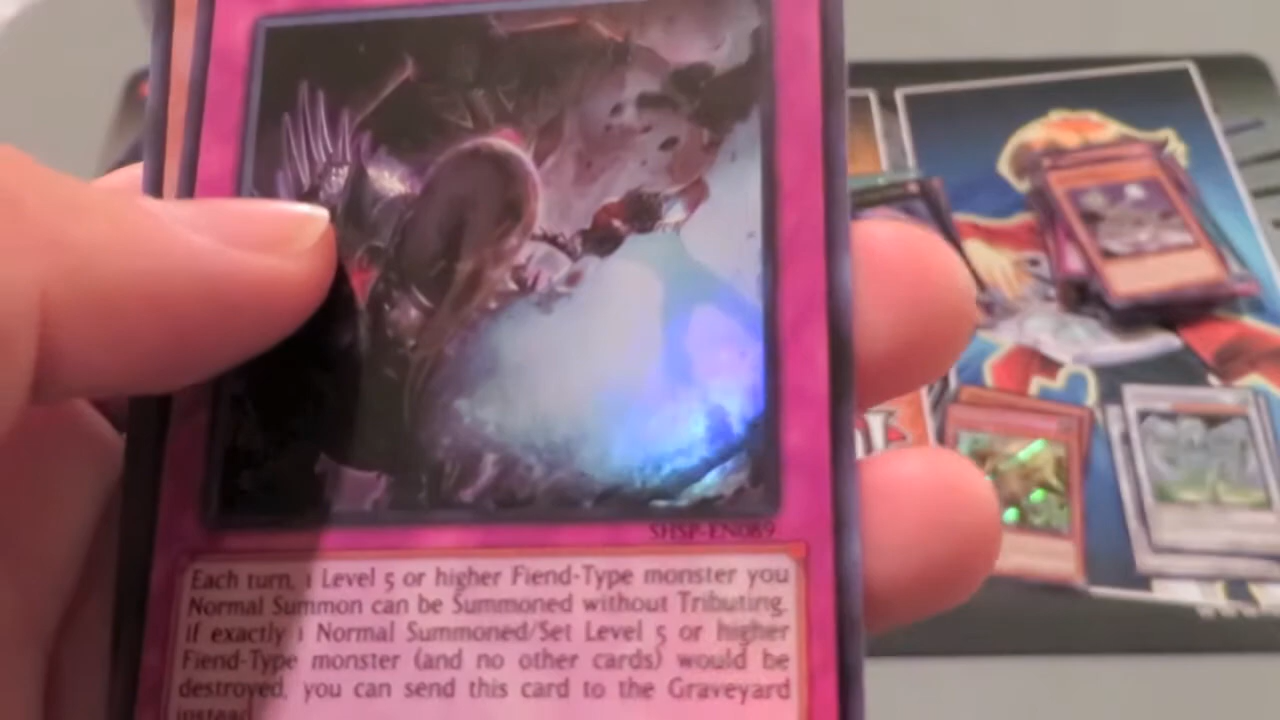 SHSP-EN089
Each turn, 1 Level 5 or higher Fiend-Type monster you
Normal Summon can be Summoned without Tributing.
If exactly 1 Normal Summoned/Set Level 5 or higher
Fiend-Type monster (and no other cards) would be
destroyed, you can send this card to the Graveyard
instead